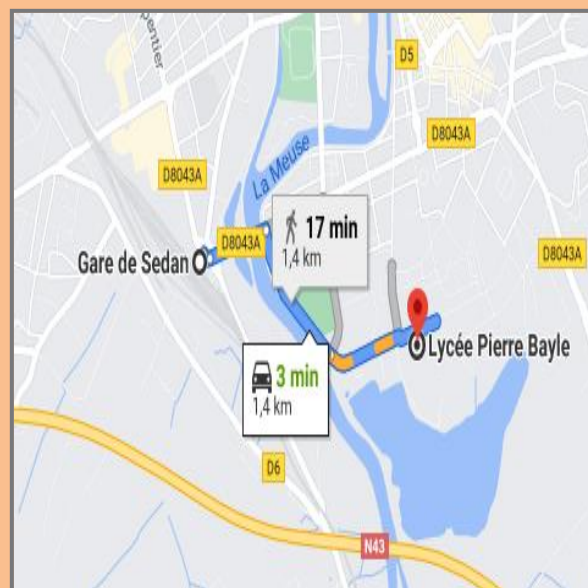 D5
D8043A
D8043A
La Meuse
17 min
1,4 km
D8043A
D8043A
Gare de Sedan
Lycée Pierre Bayle
3 min
1,4 km
D6
N43